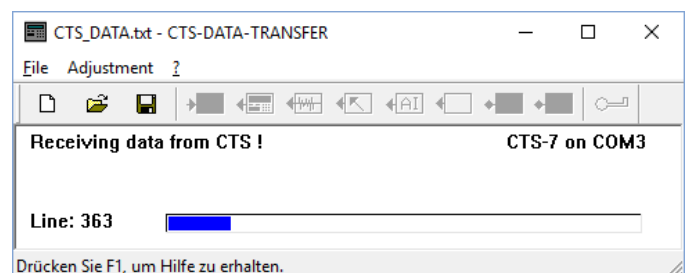 CTS_DATA.txt - CTS-DATA-TRANSFER
File Adjustment ?
AI
Receiving data from CTS ! CTS-7 on COM3
Line: 363
Drücken Sie F1, um Hilfe zu erhalten.